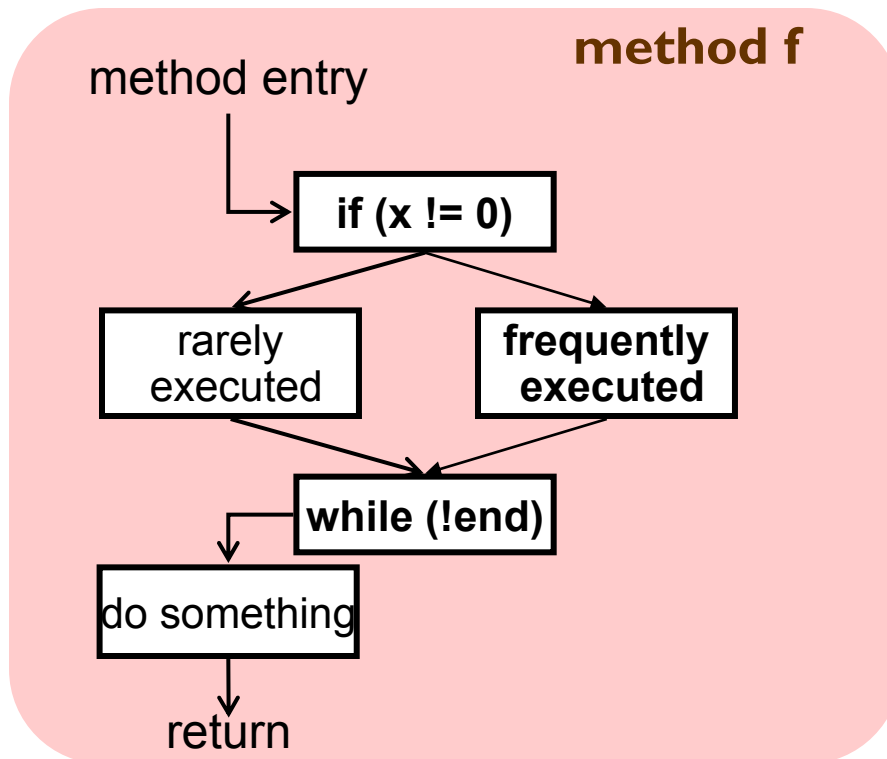 method f
method entry
if (x != 0)
rarely
executed
frequently
executed
while (!end)
do something
return